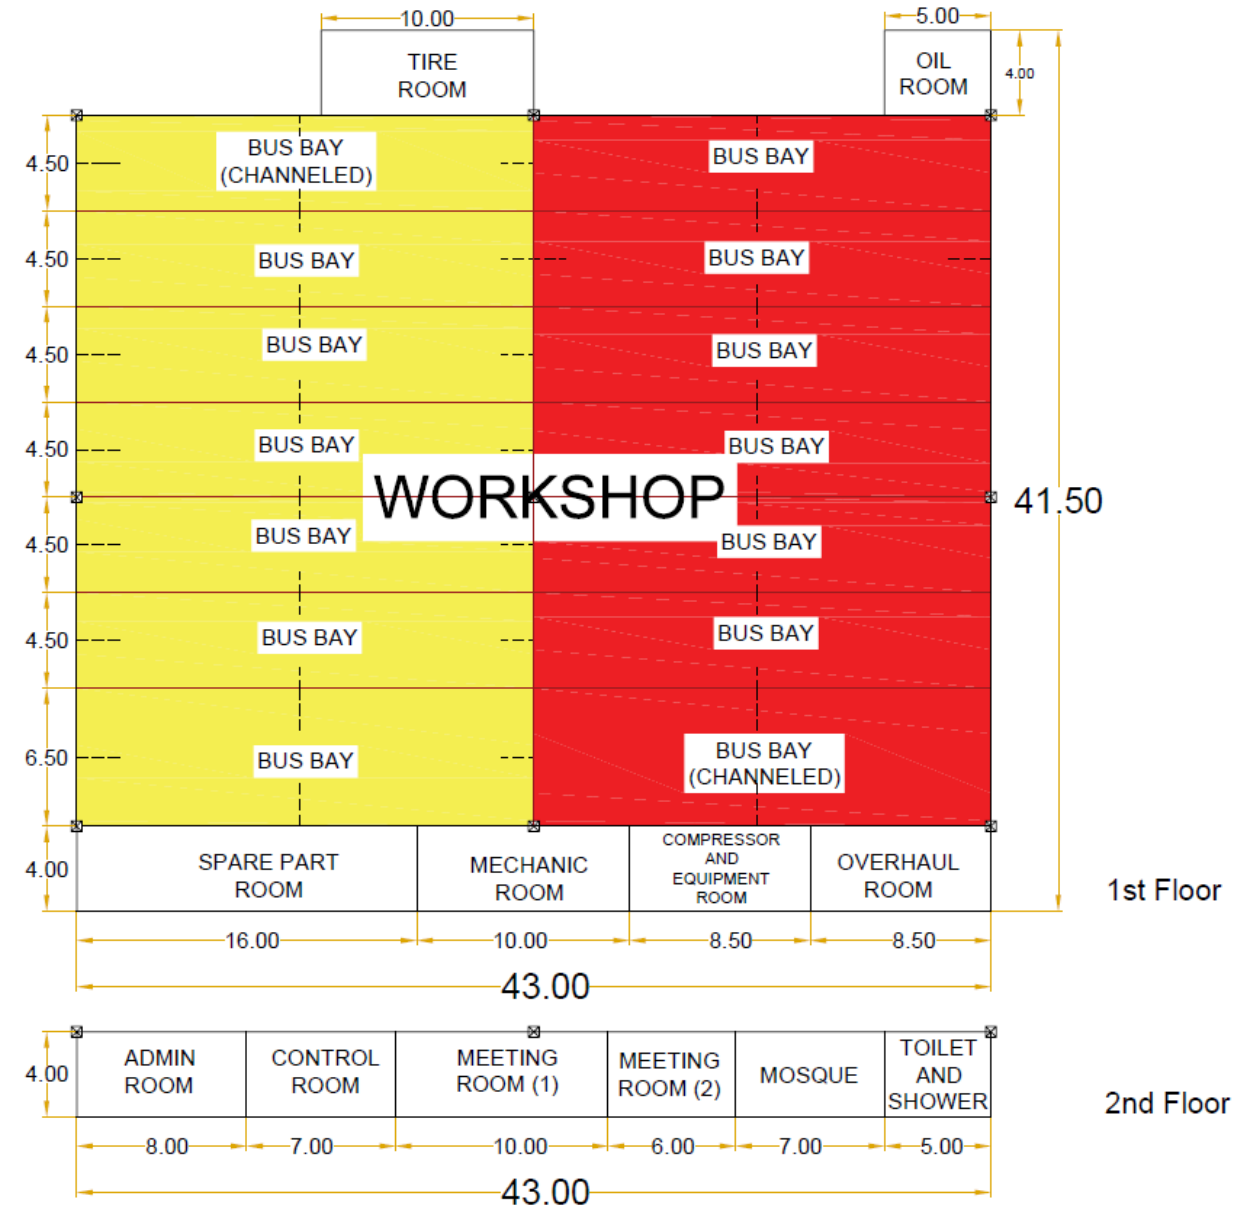 10.00
5.00
TIRE
ROOM
OIL
ROOM
4.00
4.50
BUS BAY
(CHANNELED)
BUS BAY
4.50
BUS BAY
BUS BAY
4.50
BUS BAY
BUS BAY
4.50
BUS BAY
BUS BAY
WORKSHOP
41.50
4.50
BUS BAY
BUS BAY
4.50
BUS BAY
BUS BAY
6.50
BUS BAY
BUS BAY
(CHANNELED)
4.00
SPARE PART
ROOM
MECHANIC
ROOM
COMPRESSOR
AND
EQUIPMENT
ROOM
OVERHAUL
ROOM
1st Floor
16.00
10.00
8.50
8.50
43.00
4.00
ADMIN
ROOM
CONTROL
ROOM
MEETING
ROOM (1)
MEETING
ROOM (2)
MOSQUE
TOILET
AND
SHOWER
2nd Floor
8.00
7.00
10.00
6.00
7.00
5.00
43.00